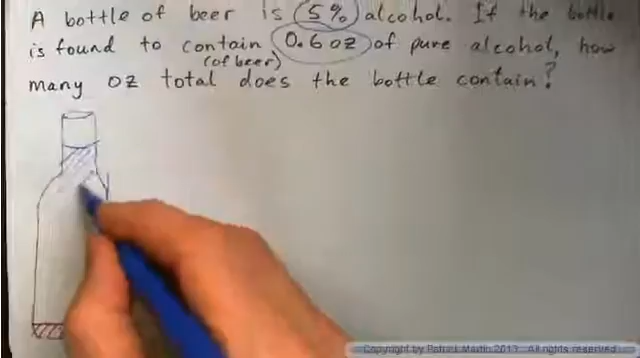 A bottle of beer is 5% alcohol. If the bottle
is found to contain 0.6 oz of pure alcohol, how
(of beer)
many oz total does the bottle contain?
Copyright by Patrick Martin 2013. All rights reserved